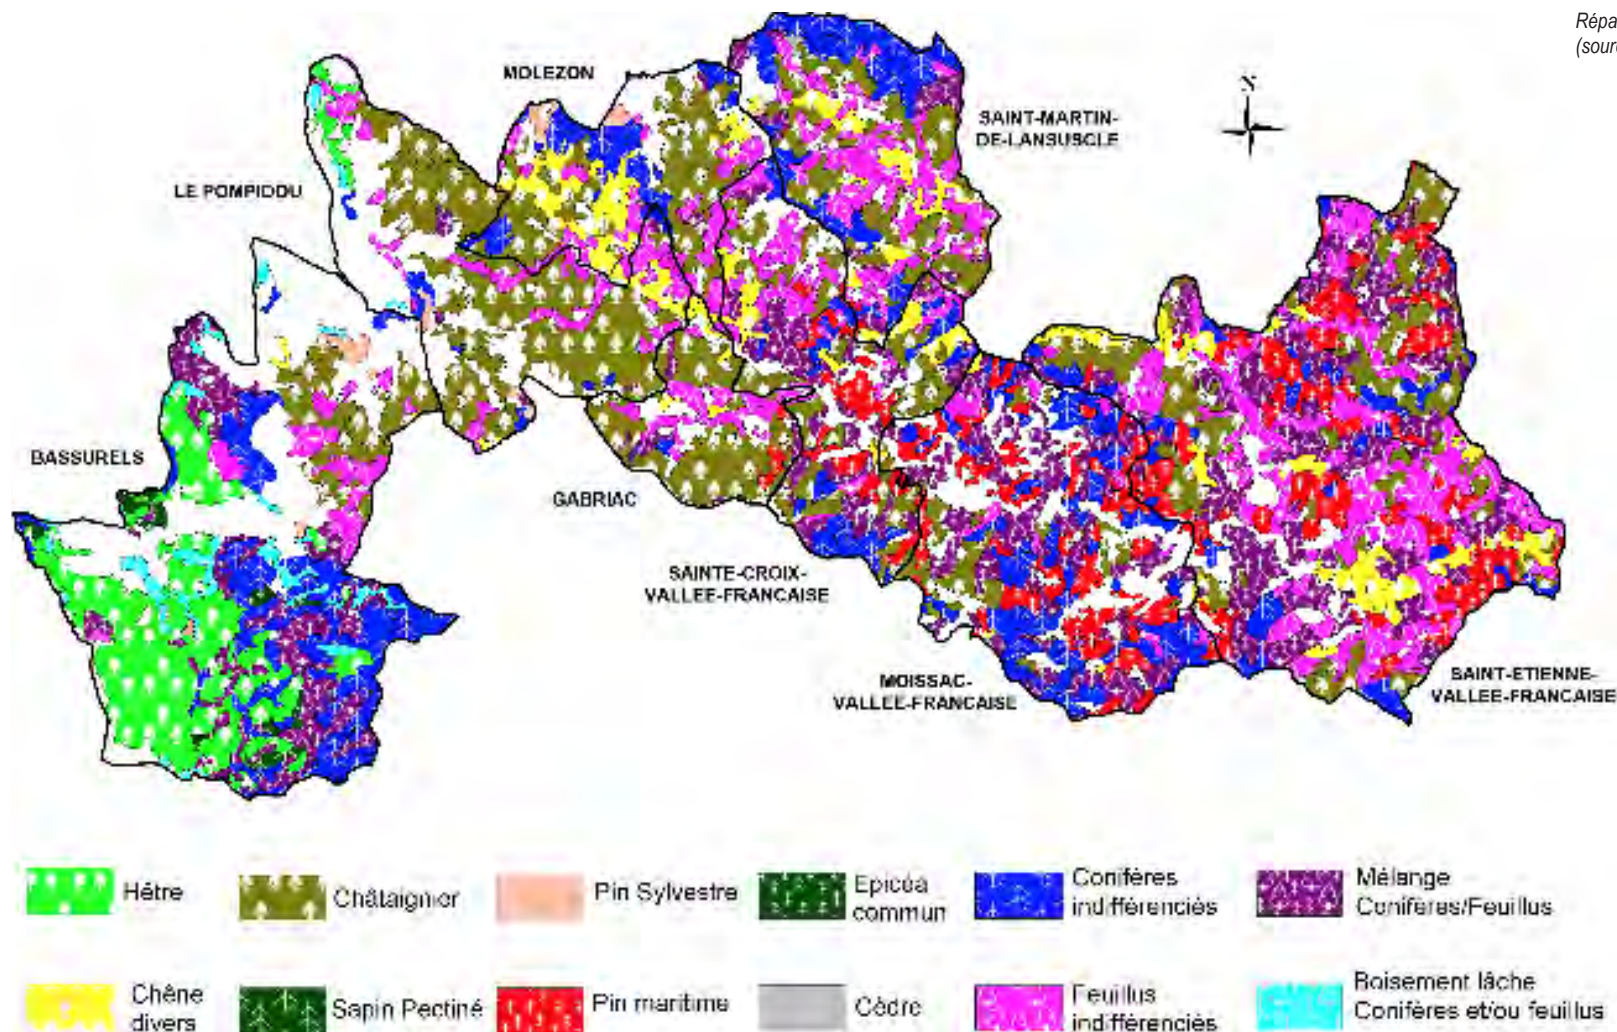 Répa
(sour
N
MOLEZON
SAINT-MARTIN-
DE-LANSUSCLE
LE POMPIDOU
BASSURELS
GABRIAC
SAINTE-CROIX-
VALLEE-FRANCAISE
MOISSAC-
VALLEE-FRANCAISE
SAINT-ETIENNE-
VALLEE-FRANCAISE
Hêtre
Châtaignier
Pin Sylvestre
Epicéa
commun
Conifères
indifférenciés
Mélange
Conifères/Feuillus
Chêne
divers
Sapin Pectiné
Pin maritime
Cèdre
Feuillus
indifférenciés
Boisement lâche
Conifères et/ou feuillus